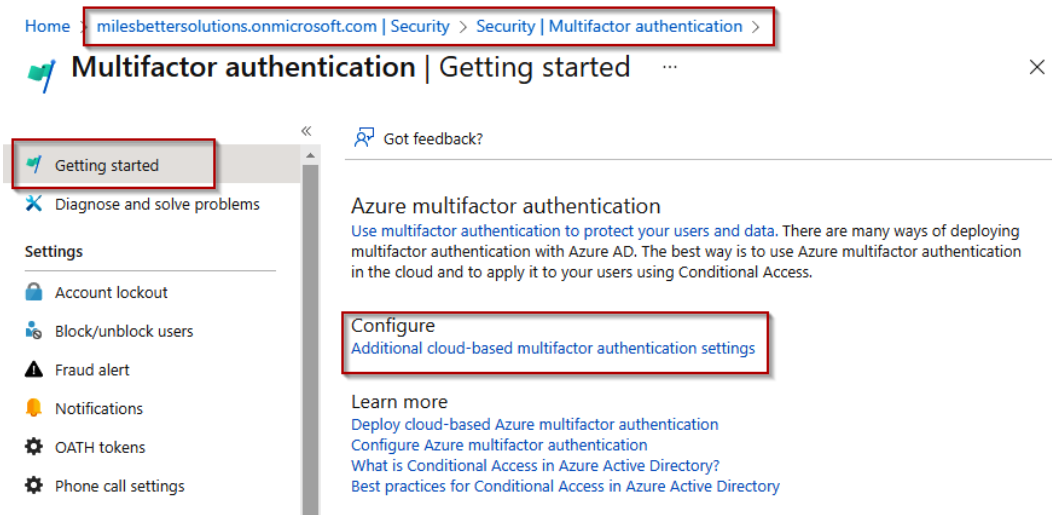 Home > milesbettersolutions.onmicrosoft.com | Security > Security | Multifactor authentication >
Multifactor authentication | Getting started ...
Got feedback?
Getting started
Diagnose and solve problems
Settings
Account lockout
Block/unblock users
Fraud alert
Notifications
OATH tokens
Phone call settings
Azure multifactor authentication
Use multifactor authentication to protect your users and data. There are many ways of deploying
multifactor authentication with Azure AD. The best way is to use Azure multifactor authentication
in the cloud and to apply it to your users using Conditional Access.
Configure
Additional cloud-based multifactor authentication settings
Learn more
Deploy cloud-based Azure multifactor authentication
Configure Azure multifactor authentication
What is Conditional Access in Azure Active Directory?
Best practices for Conditional Access in Azure Active Directory